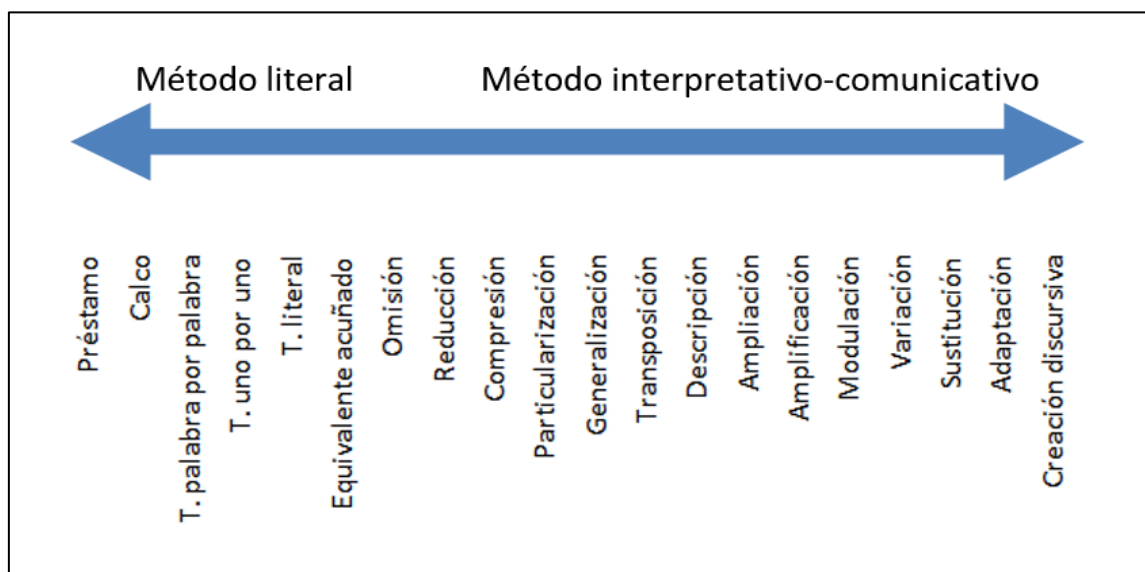 Método literal
Método interpretativo-comunicativo
Préstamo
Calco
T. palabra por palabra
T. uno por uno
T. literal
Equivalente acuñado
Omisión
Reducción
Compresión
Particularización
Generalización
Transposición
Descripción
Ampliación
Amplificación
Modulación
Variación
Sustitución
Adaptación
Creación discursiva